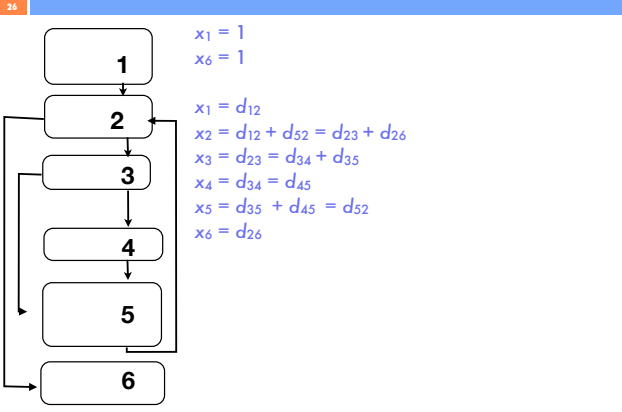 26
x₁ = 1
x₆ = 1
x₁ = d₁₂
x₂ = d₁₂ + d₅₂ = d₂₃ + d₂₆
x₃ = d₂₃ = d₃₄ + d₃₅
x₄ = d₃₄ = d₄₅
x₅ = d₃₅ + d₄₅ = d₅₂
x₆ = d₂₆
1
2
3
4
5
6